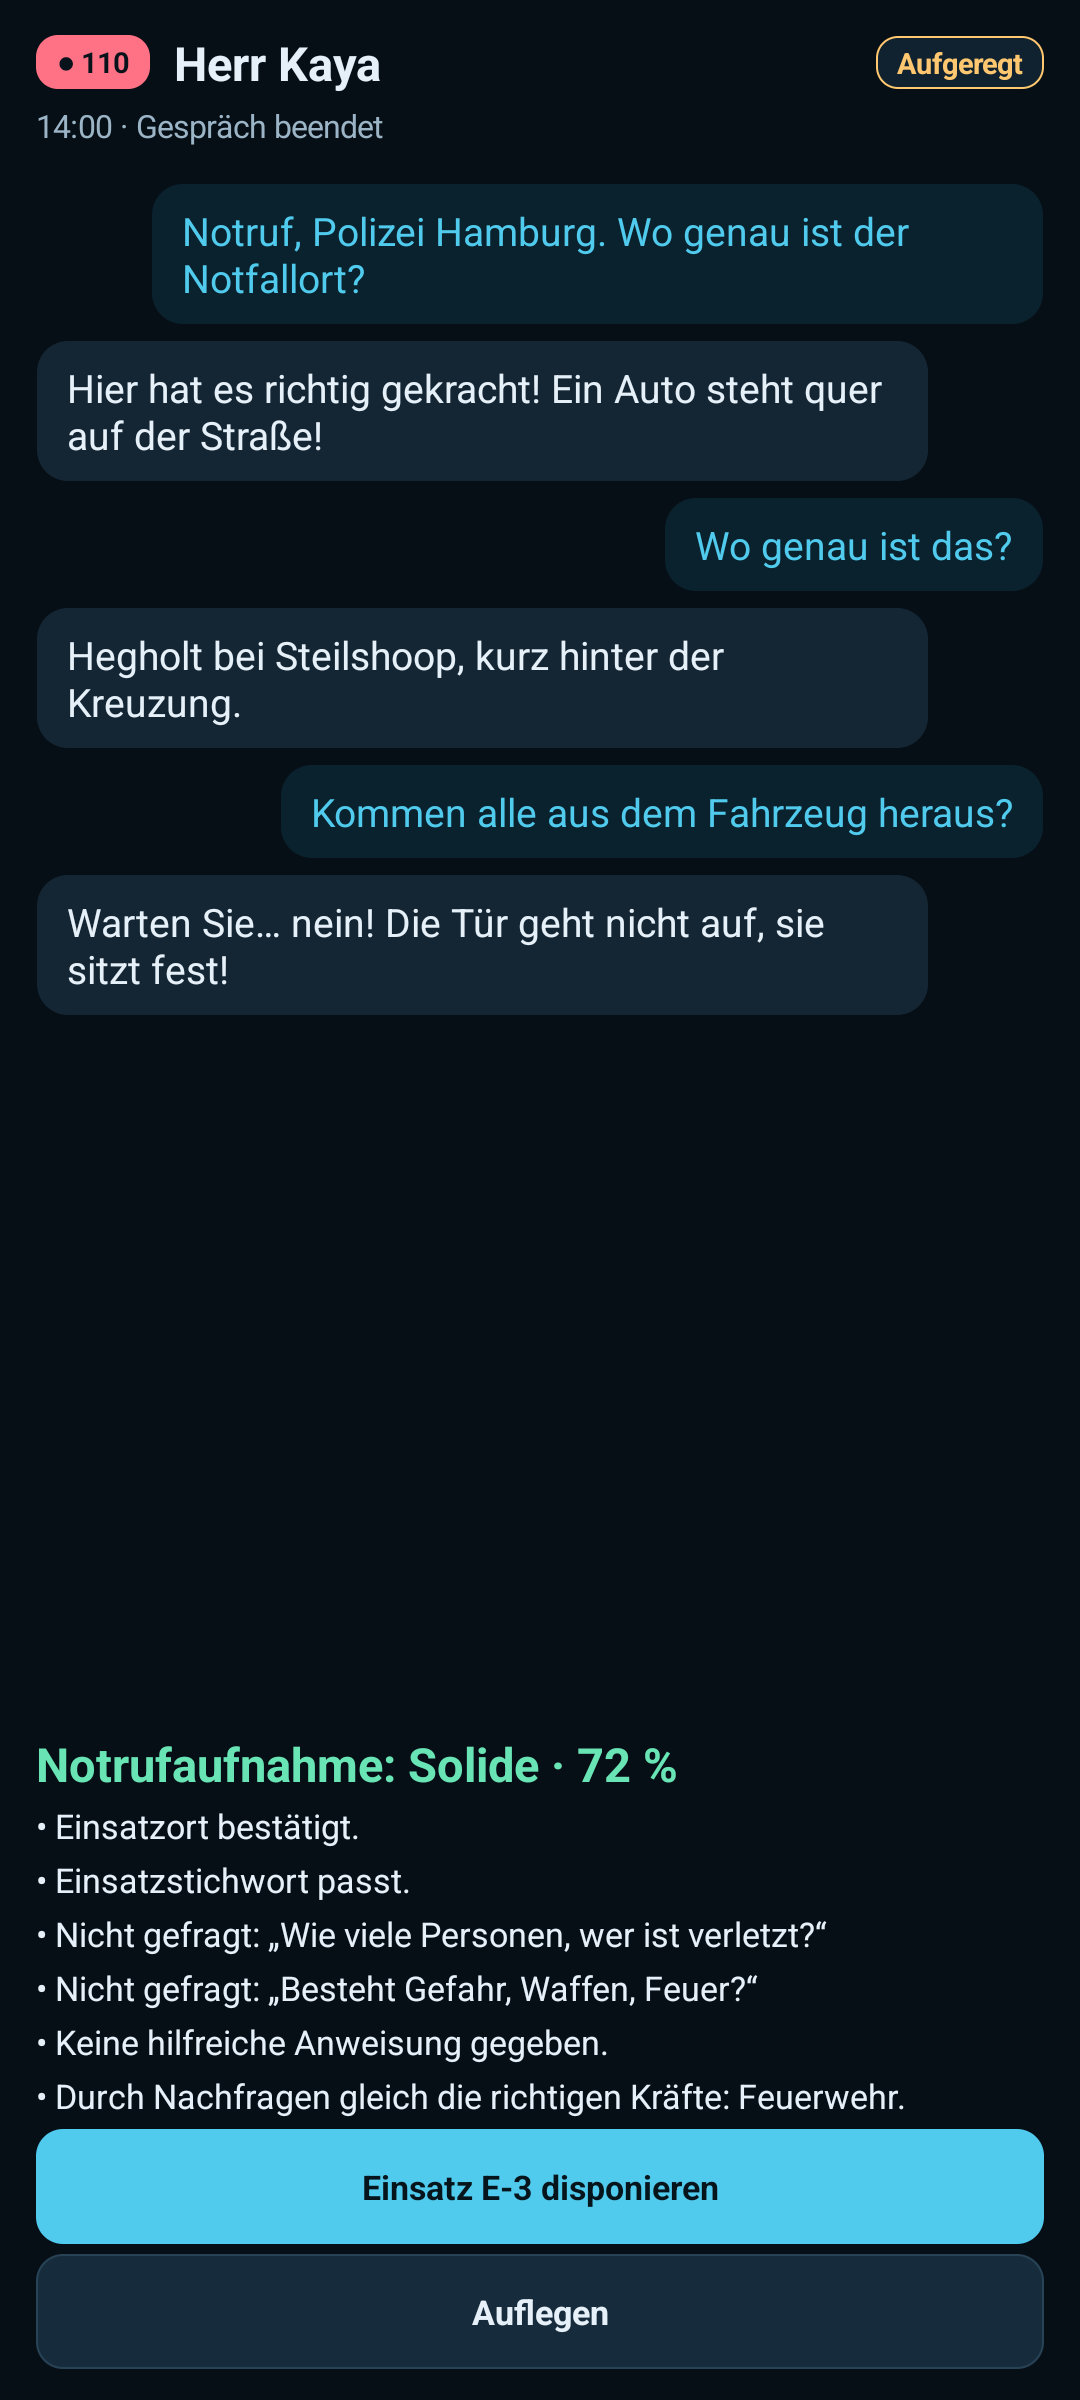 ● 110 Herr Kaya Aufgeregt
14:00 · Gespräch beendet
Notruf, Polizei Hamburg. Wo genau ist der
Notfallort?
Hier hat es richtig gekracht! Ein Auto steht quer
auf der Straße!
Wo genau ist das?
Hegholt bei Steilshoop, kurz hinter der
Kreuzung.
Kommen alle aus dem Fahrzeug heraus?
Warten Sie… nein! Die Tür geht nicht auf, sie
sitzt fest!
Notrufaufnahme: Solide · 72 %
• Einsatzort bestätigt.
• Einsatzstichwort passt.
• Nicht gefragt: „Wie viele Personen, wer ist verletzt?“
• Nicht gefragt: „Besteht Gefahr, Waffen, Feuer?“
• Keine hilfreiche Anweisung gegeben.
• Durch Nachfragen gleich die richtigen Kräfte: Feuerwehr.
Einsatz E-3 disponieren
Auflegen